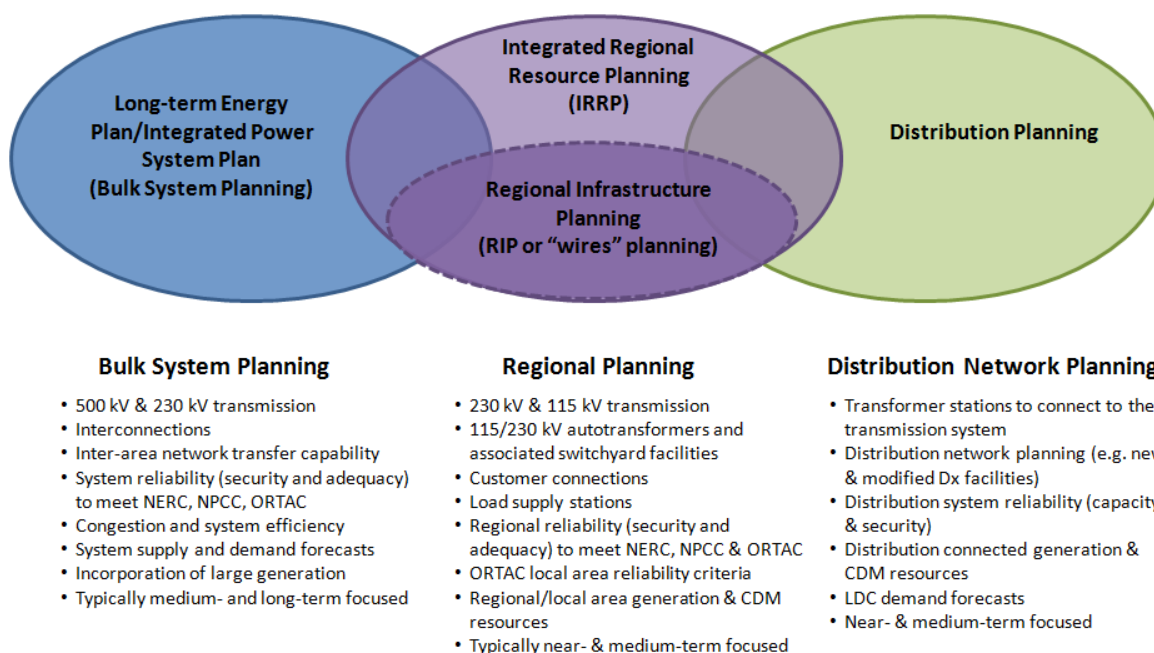 Long-term Energy
Plan/Integrated Power
System Plan
(Bulk System Planning)
Integrated Regional
Resource Planning
(IRRP)
Regional Infrastructure
Planning
(RIP or “wires” planning)
Distribution Planning
Bulk System Planning
• 500 kV & 230 kV transmission
• Interconnections
• Inter-area network transfer capability
• System reliability (security and adequacy)
to meet NERC, NPCC, ORTAC
• Congestion and system efficiency
• System supply and demand forecasts
• Incorporation of large generation
• Typically medium- and long-term focused
Regional Planning
• 230 kV & 115 kV transmission
• 115/230 kV autotransformers and
associated switchyard facilities
• Customer connections
• Load supply stations
• Regional reliability (security and
adequacy) to meet NERC, NPCC & ORTAC
• ORTAC local area reliability criteria
• Regional/local area generation & CDM
resources
• Typically near- & medium-term focused
Distribution Network Planning
• Transformer stations to connect to the
transmission system
• Distribution network planning (e.g. new
& modified Dx facilities)
• Distribution system reliability (capacity
& security)
• Distribution connected generation &
CDM resources
• LDC demand forecasts
• Near- & medium-term focused